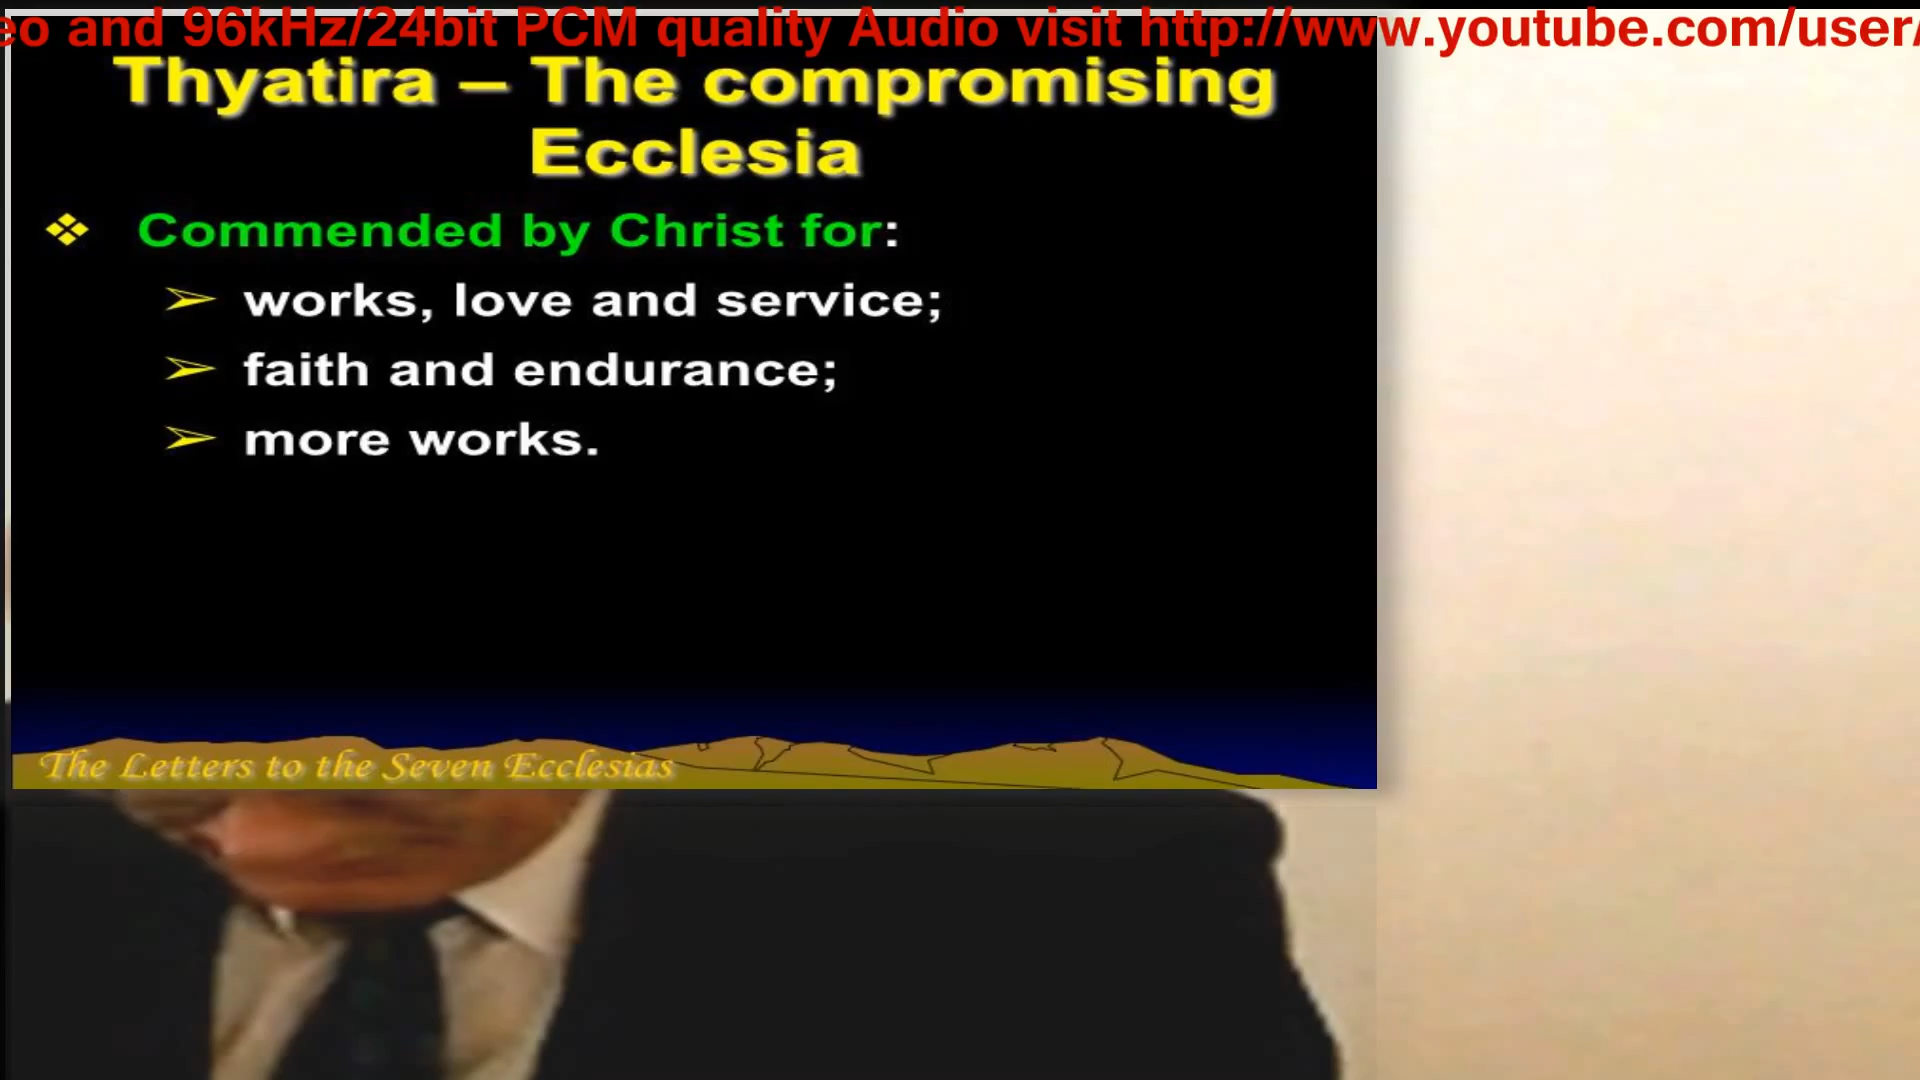 eo and 96kHz/24bit PCM quality Audio visit http://www.youtube.com/user/
Thyatira – The compromising
Ecclesia
❖ Commended by Christ for:
➢ works, love and service;
➢ faith and endurance;
➢ more works.
The Letters to the Seven Ecclesias